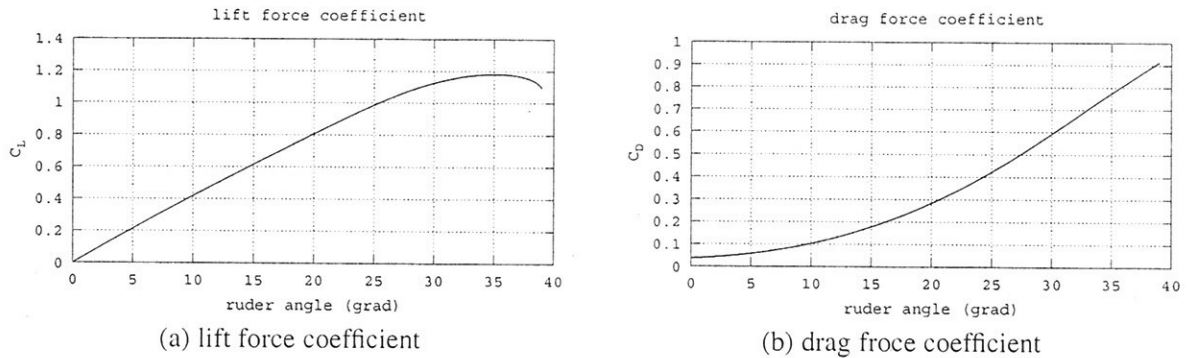 lift force coefficient
1.4
1.2
1
0.8
0.6
0.4
0.2
0
C_L
0 5 10 15 20 25 30 35 40
ruder angle (grad)
(a) lift force coefficient
drag force coefficient
1
0.9
0.8
0.7
0.6
0.5
0.4
0.3
0.2
0.1
0
C_D
0 5 10 15 20 25 30 35 40
ruder angle (grad)
(b) drag froce coefficient